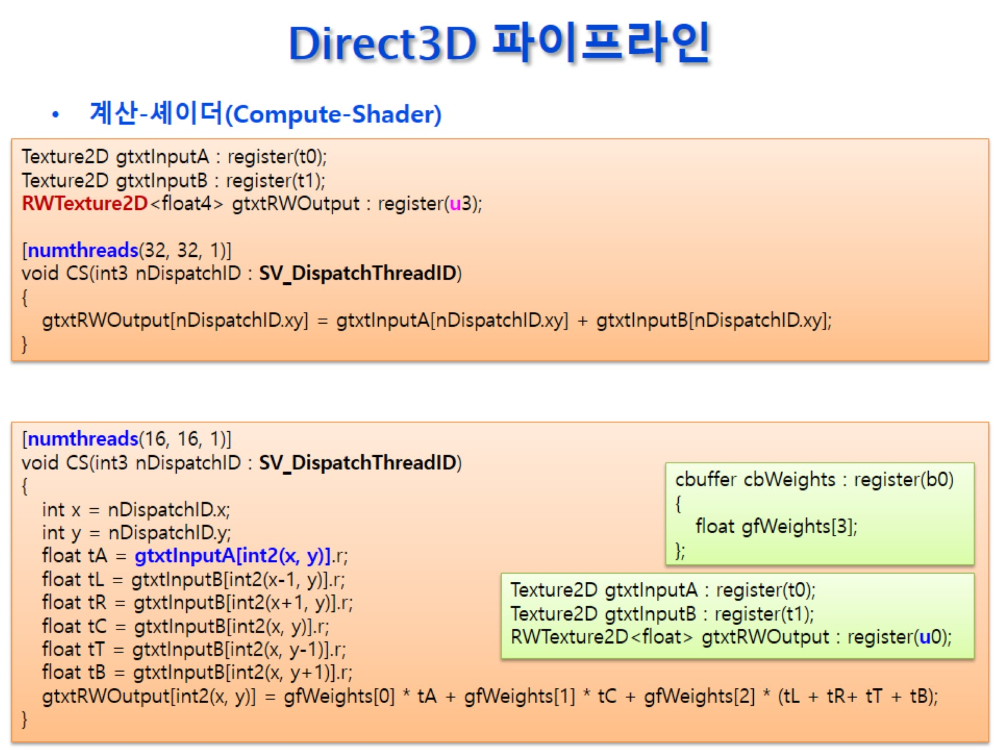 Direct3D 파이프라인
• 계산-셰이더(Compute-Shader)
Texture2D gtxtInputA : register(t0);
Texture2D gtxtInputB : register(t1);
RWTexture2D<float4> gtxtRWOutput : register(u3);
[numthreads(32, 32, 1)]
void CS(int3 nDispatchID : SV_DispatchThreadID)
{
gtxtRWOutput[nDispatchID.xy] = gtxtInputA[nDispatchID.xy] + gtxtInputB[nDispatchID.xy];
}
[numthreads(16, 16, 1)]
void CS(int3 nDispatchID : SV_DispatchThreadID)
{
int x = nDispatchID.x;
int y = nDispatchID.y;
float tA = gtxtInputA[int2(x, y)].r;
float tL = gtxtInputB[int2(x-1, y)].r;
float tR = gtxtInputB[int2(x+1, y)].r;
float tC = gtxtInputB[int2(x, y)].r;
float tT = gtxtInputB[int2(x, y-1)].r;
float tB = gtxtInputB[int2(x, y+1)].r;
gtxtRWOutput[int2(x, y)] = gfWeights[0] * tA + gfWeights[1] * tC + gfWeights[2] * (tL + tR+ tT + tB);
}
cbuffer cbWeights : register(b0)
{
float gfWeights[3];
};
Texture2D gtxtInputA : register(t0);
Texture2D gtxtInputB : register(t1);
RWTexture2D<float> gtxtRWOutput : register(u0);